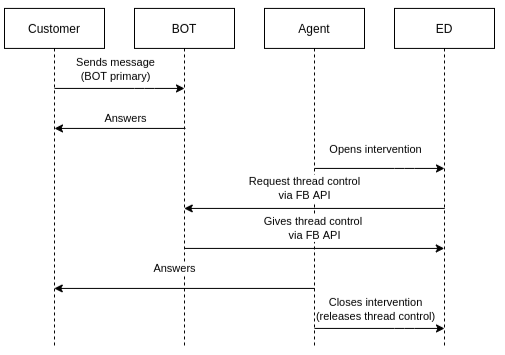 Customer
BOT
Agent
ED
Sends message
(BOT primary)
Answers
Opens intervention
Request thread control
via FB API
Gives thread control
via FB API
Answers
Closes intervention
(releases thread control)